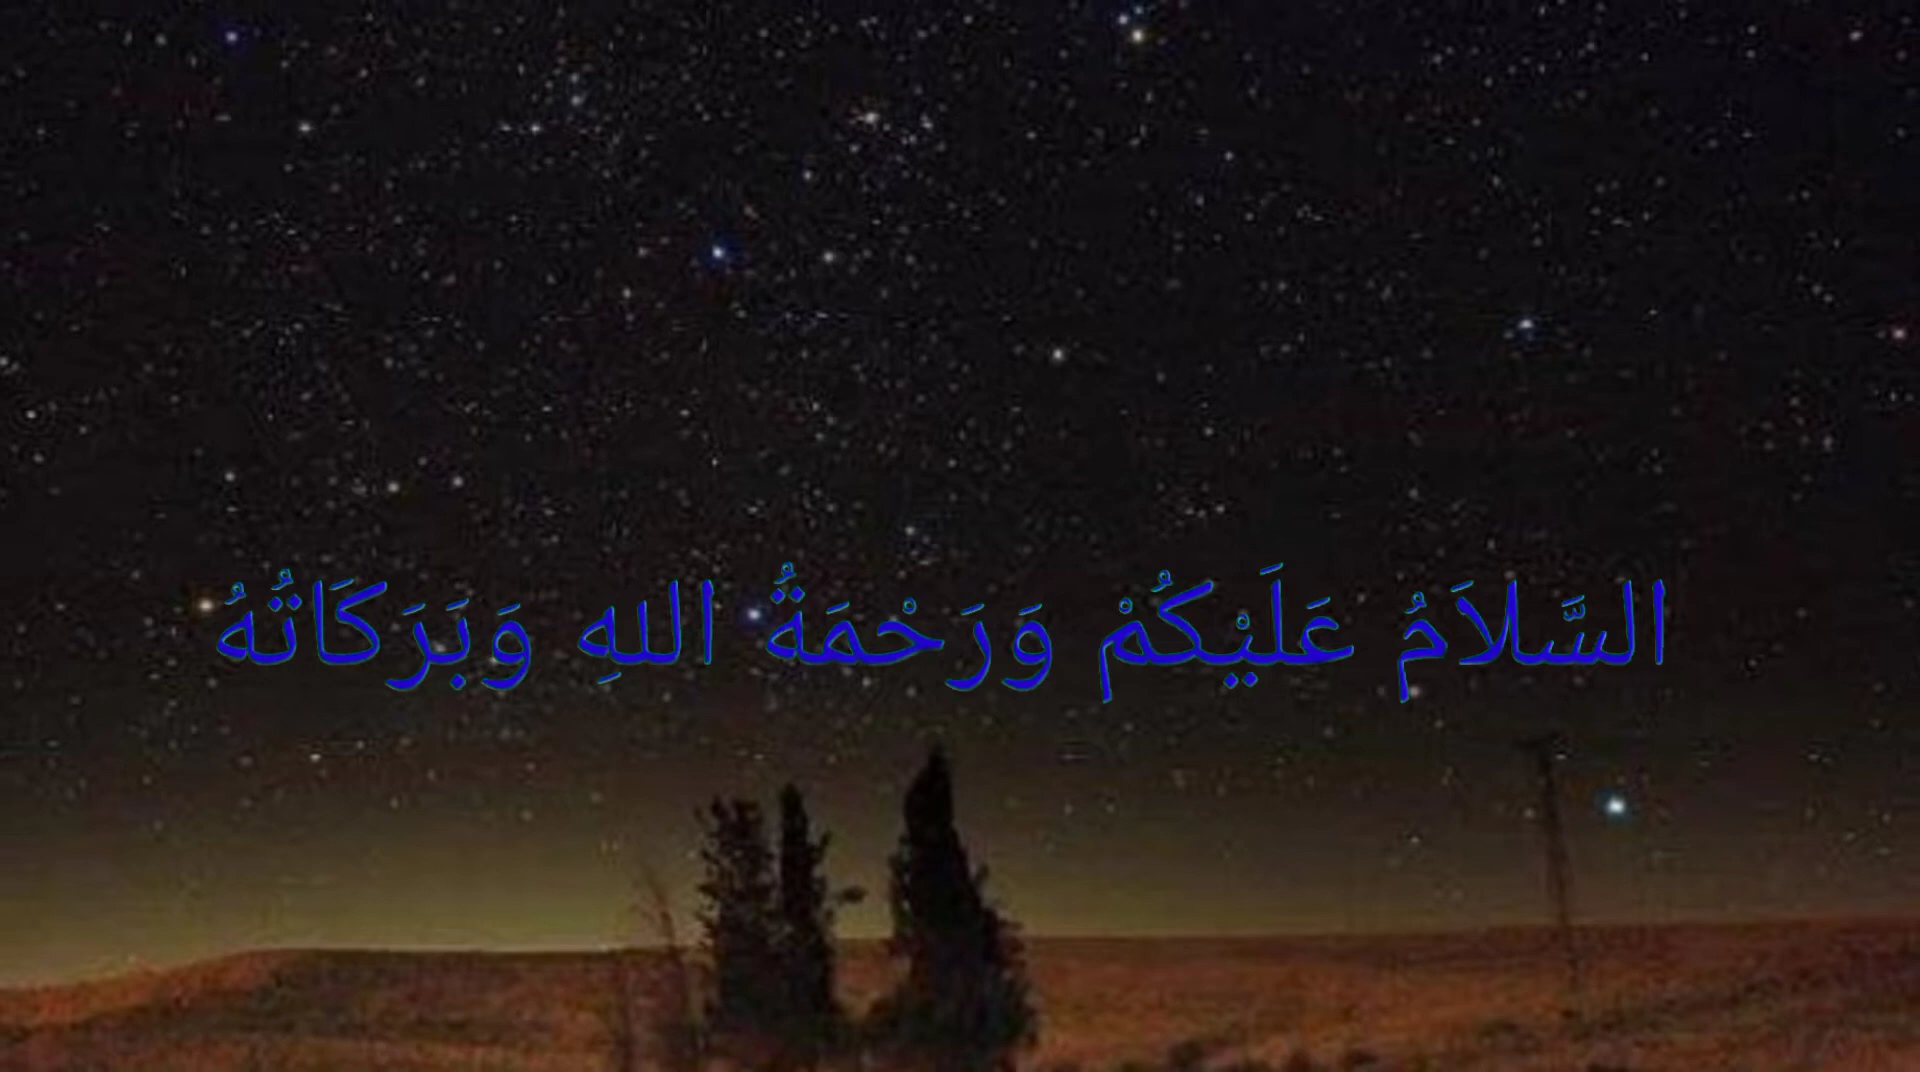 السَّلاَمُ عَلَيْكُمْ وَرَحْمَةُ اللهِ وَبَرَكَاتُهُ